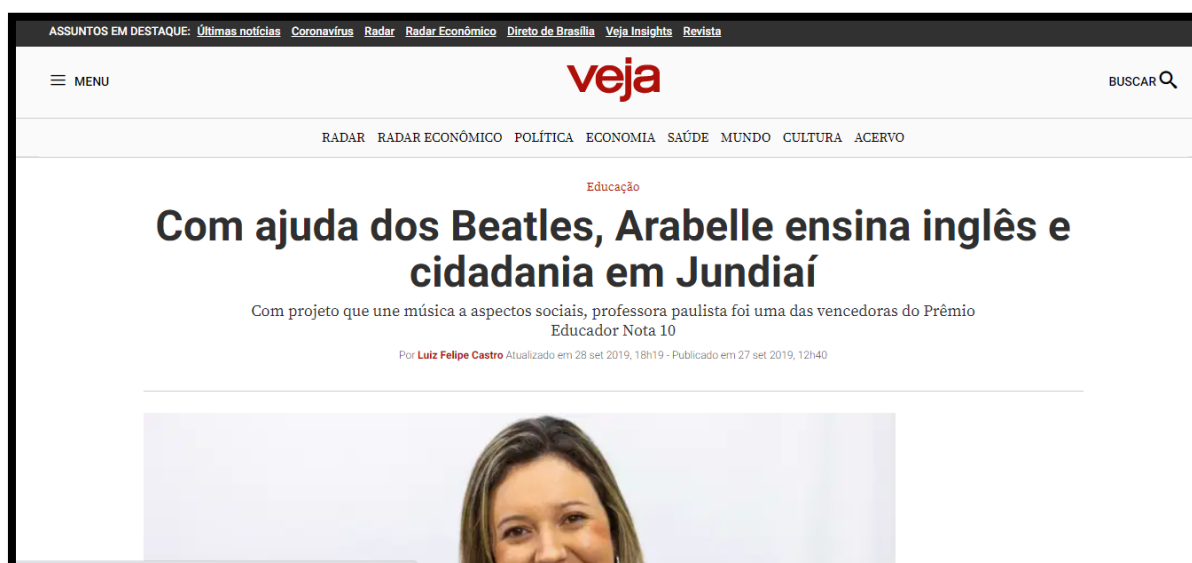 ASSUNTOS EM DESTAQUE: Últimas notícias Coronavírus Radar Radar Econômico Direto de Brasília Veja Insights Revista
MENU
veja
BUSCAR
RADAR RADAR ECONÔMICO POLÍTICA ECONOMIA SAÚDE MUNDO CULTURA ACERVO
Educação
Com ajuda dos Beatles, Arabelle ensina inglês e
cidadania em Jundiaí
Com projeto que une música a aspectos sociais, professora paulista foi uma das vencedoras do Prêmio
Educador Nota 10
Por Luiz Felipe Castro Atualizado em 28 set 2019, 18h19 - Publicado em 27 set 2019, 12h40